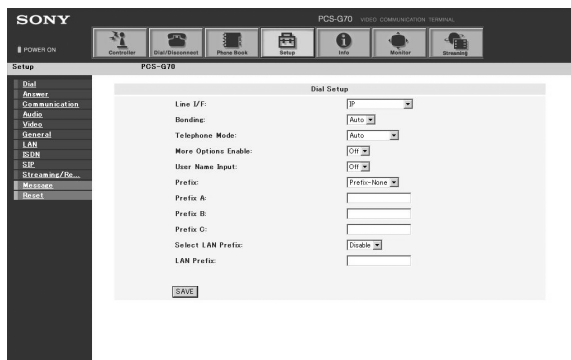 SONY
PCS-G70 VIDEO COMMUNICATION TERMINAL
POWER ON
Controller
Dial/Disconnect
Phone Book
Setup
Info
Monitor
Streaming
Setup PCS-G70
Dial
Answer
Communication
Audio
Video
General
LAN
ISDN
SIP
Streaming/Re...
Message
Reset
Dial Setup
Line I/F: IP
Bonding: Auto
Telephone Mode: Auto
More Options Enable: Off
User Name Input: Off
Prefix: Prefix-None
Prefix A:
Prefix B:
Prefix C:
Select LAN Prefix: Disable
LAN Prefix:
SAVE